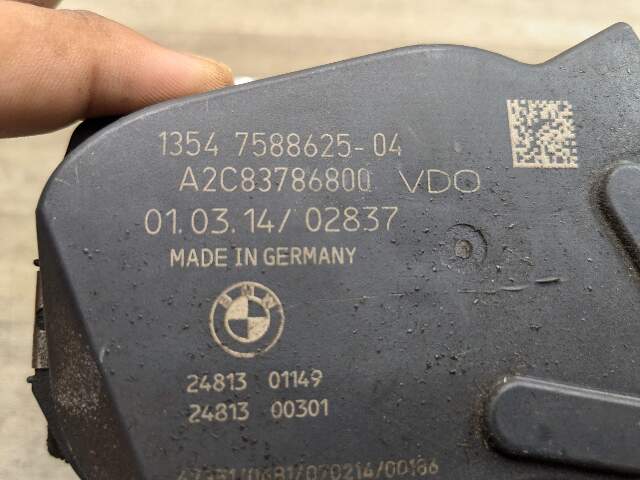 1354 7588625-04
A2C83786800 VDO
01.03.14/02837
MADE IN GERMANY
BMW
24813 01149
24813 00301